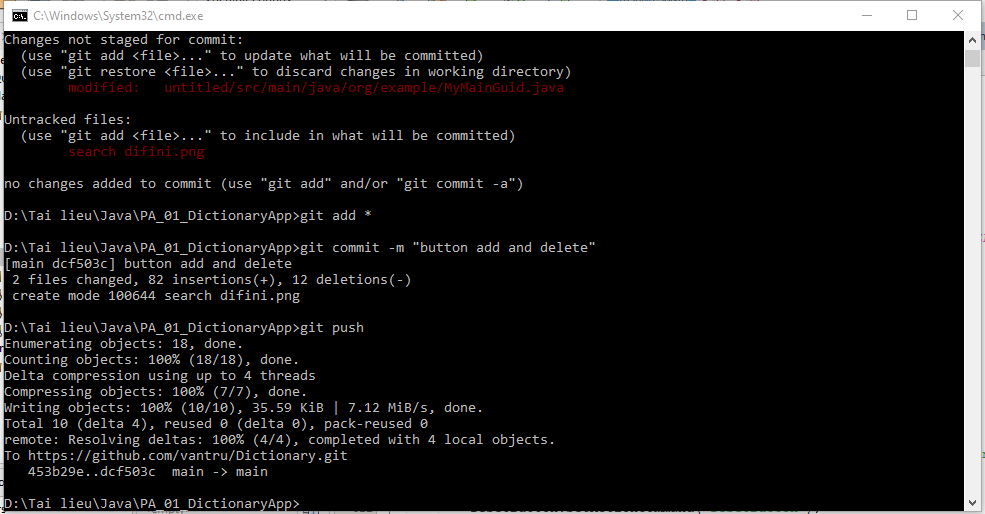 C:\Windows\System32\cmd.exe
Changes not staged for commit:
  (use "git add <file>..." to update what will be committed)
  (use "git restore <file>..." to discard changes in working directory)
        modified:   untitled/src/main/java/org/example/MyMainGuid.java
Untracked files:
  (use "git add <file>..." to include in what will be committed)
        search difini.png
no changes added to commit (use "git add" and/or "git commit -a")
D:\Tai lieu\Java\PA_01_DictionaryApp>git add *
D:\Tai lieu\Java\PA_01_DictionaryApp>git commit -m "button add and delete"
[main dcf503c] button add and delete
 2 files changed, 82 insertions(+), 12 deletions(-)
 create mode 100644 search difini.png
D:\Tai lieu\Java\PA_01_DictionaryApp>git push
Enumerating objects: 18, done.
Counting objects: 100% (18/18), done.
Delta compression using up to 4 threads
Compressing objects: 100% (7/7), done.
Writing objects: 100% (10/10), 35.59 KiB | 7.12 MiB/s, done.
Total 10 (delta 4), reused 0 (delta 0), pack-reused 0
remote: Resolving deltas: 100% (4/4), completed with 4 local objects.
To https://github.com/vantru/Dictionary.git
   453b29e..dcf503c  main -> main
D:\Tai lieu\Java\PA_01_DictionaryApp>